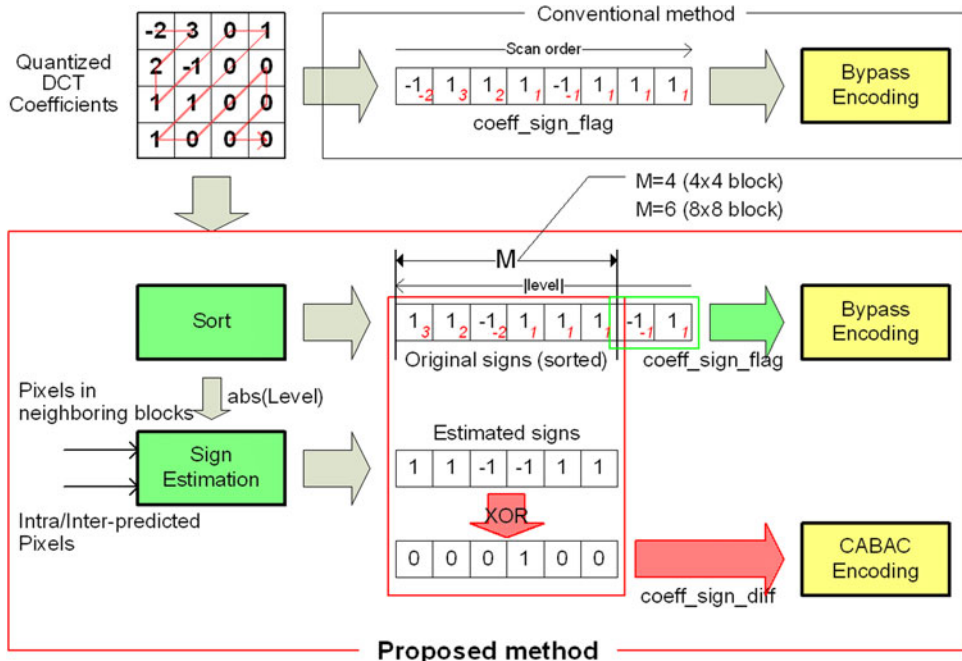 Conventional method
-2 3 0 1
2 -1 0 0
1 1 0 0
1 0 0 0
Quantized
DCT
Coefficients
Scan order
-1 -2 1 3 1 2 1 1 -1 -1 1 1 1 1 1 1
coeff_sign_flag
Bypass
Encoding
M=4 (4x4 block)
M=6 (8x8 block)
M
|level|
Sort
1 3 1 2 -1 -2 1 1 1 1 1 1 -1 -1 1 1
Original signs (sorted)
coeff_sign_flag
Bypass
Encoding
abs(Level)
Pixels in
neighboring blocks
Sign
Estimation
Intra/Inter-predicted
Pixels
Estimated signs
1 1 -1 -1 1 1
XOR
0 0 0 1 0 0
coeff_sign_diff
CABAC
Encoding
Proposed method